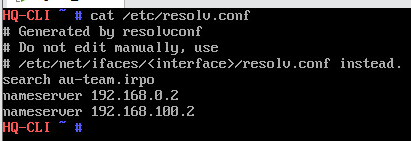 HQ-CLI ~ # cat /etc/resolv.conf
# Generated by resolvconf
# Do not edit manually, use
# /etc/net/ifaces/<interface>/resolv.conf instead.
search au-team.irpo
nameserver 192.168.0.2
nameserver 192.168.100.2
HQ-CLI ~ #